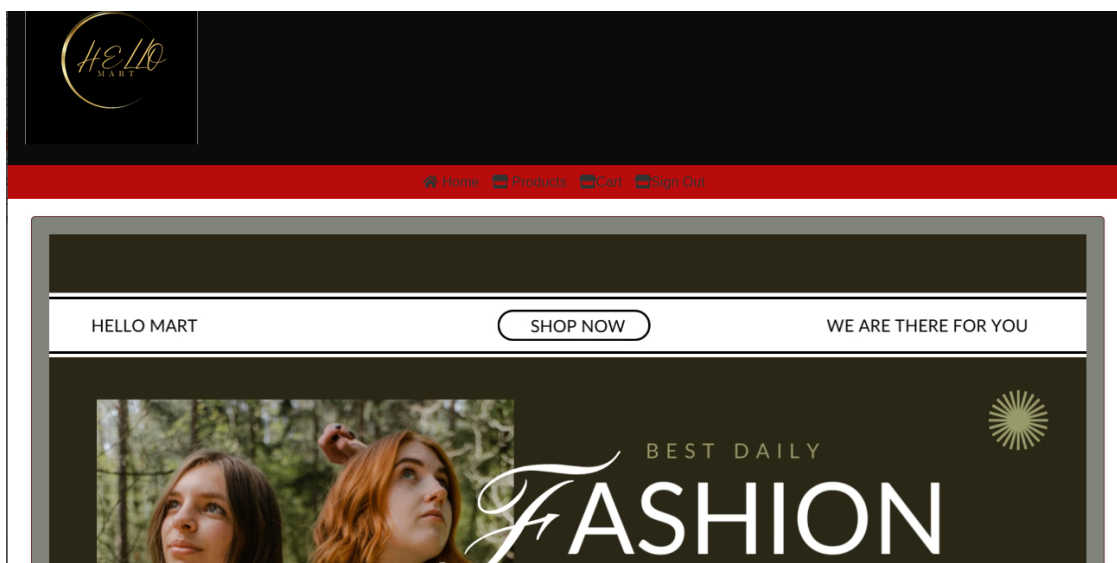 HELLO
MART
Home Products Cart Sign Out
HELLO MART SHOP NOW WE ARE THERE FOR YOU
BEST DAILY
FASHION